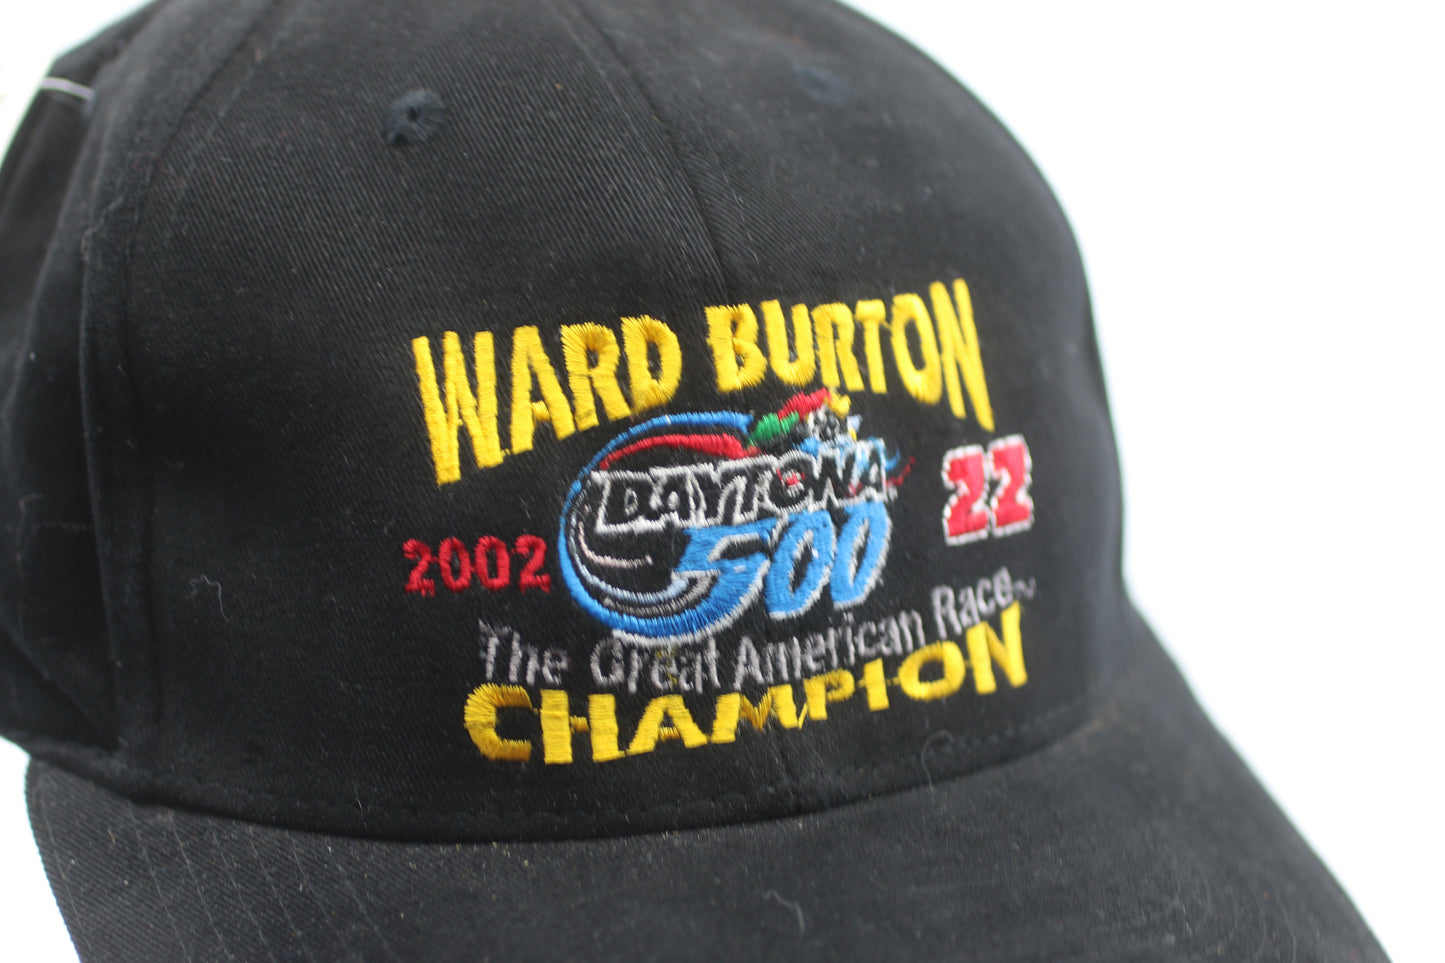 WARD BURTON
DAYTONA
2002 500 22
The Great American Race
CHAMPION